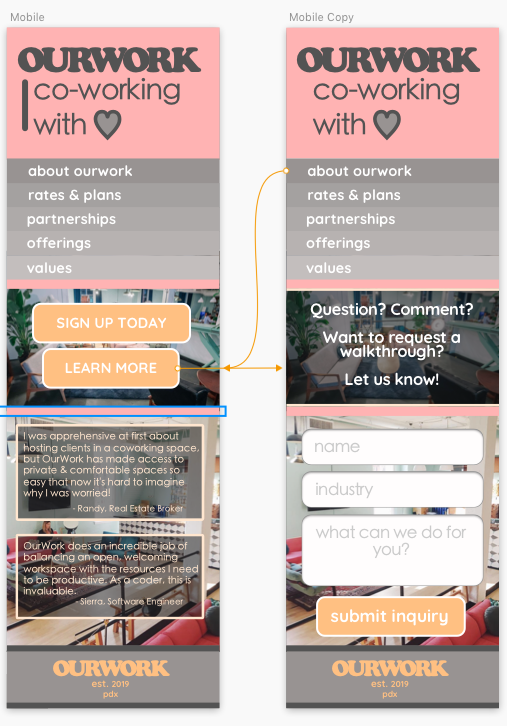 Mobile
OURWORK
co-working
with
about ourwork
rates & plans
partnerships
offerings
values
SIGN UP TODAY
LEARN MORE
I was apprehensive at first about
hosting clients in a coworking space,
but OurWork has made access to
private & comfortable spaces so
easy that now it's hard to imagine
why I was worried!
- Randy, Real Estate Broker
OurWork does an incredible job of
ballancing an open, welcoming
workspace with the resources I need
to be productive. As a coder, this is
invaluable.
- Sierra, Software Engineer
OURWORK
est. 2019
pdx
Mobile Copy
OURWORK
co-working
with
about ourwork
rates & plans
partnerships
offerings
values
Question? Comment?
Want to request a
walkthrough?
Let us know!
name
industry
what can we do for
you?
submit inquiry
OURWORK
est. 2019
pdx